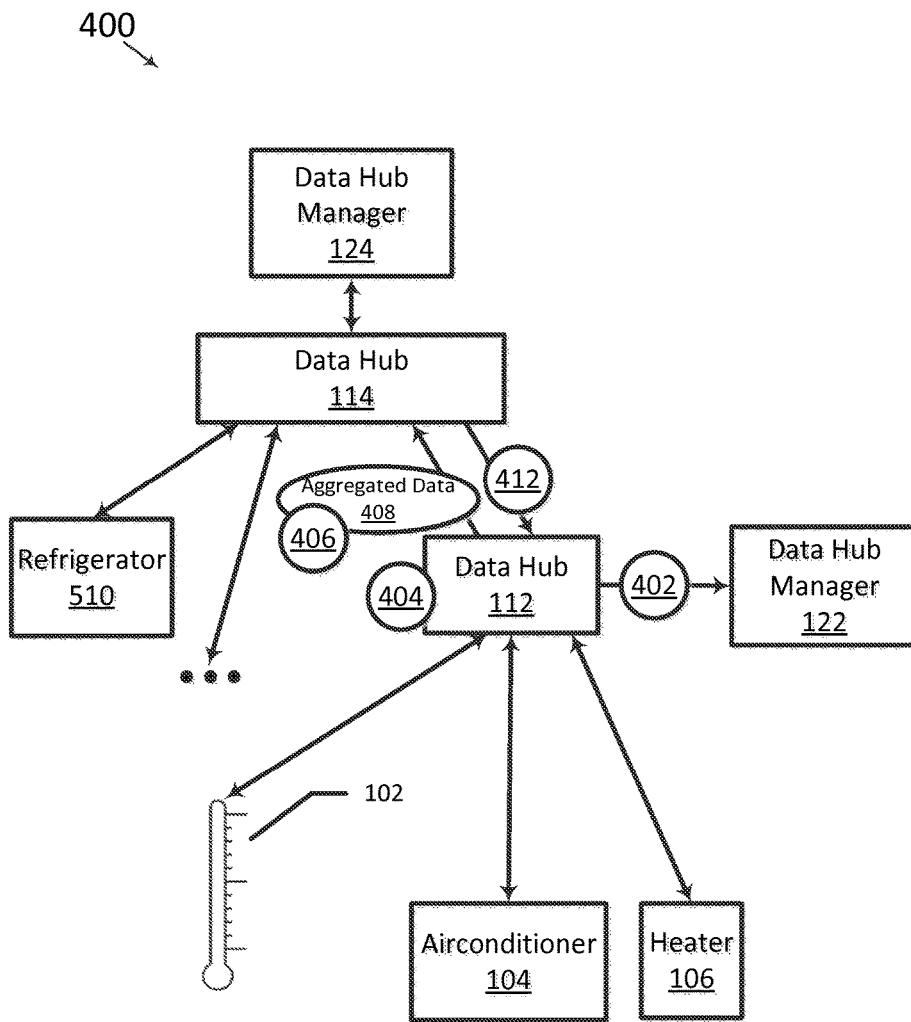 400
Data Hub
Manager
124
Data Hub
114
412
Aggregated Data
408
406
Refrigerator
510
404
Data Hub
112
402
Data Hub
Manager
122
102
Airconditioner
104
Heater
106